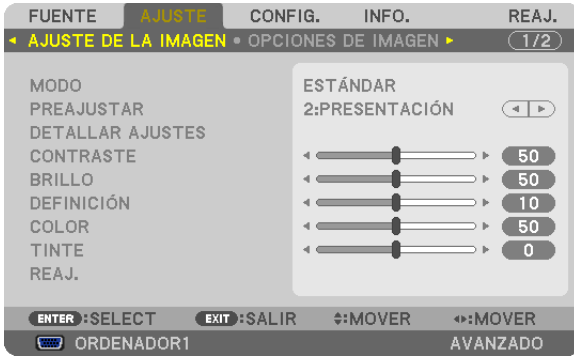 FUENTE AJUSTE CONFIG. INFO. REAJ.
AJUSTE DE LA IMAGEN • OPCIONES DE IMAGEN 1/2
MODO ESTÁNDAR
PREAJUSTAR 2:PRESENTACIÓN
DETALLAR AJUSTES
CONTRASTE 50
BRILLO 50
DEFINICIÓN 10
COLOR 50
TINTE 0
REAJ.
ENTER :SELECT EXIT :SALIR :MOVER :MOVER
ORDENADOR1 AVANZADO